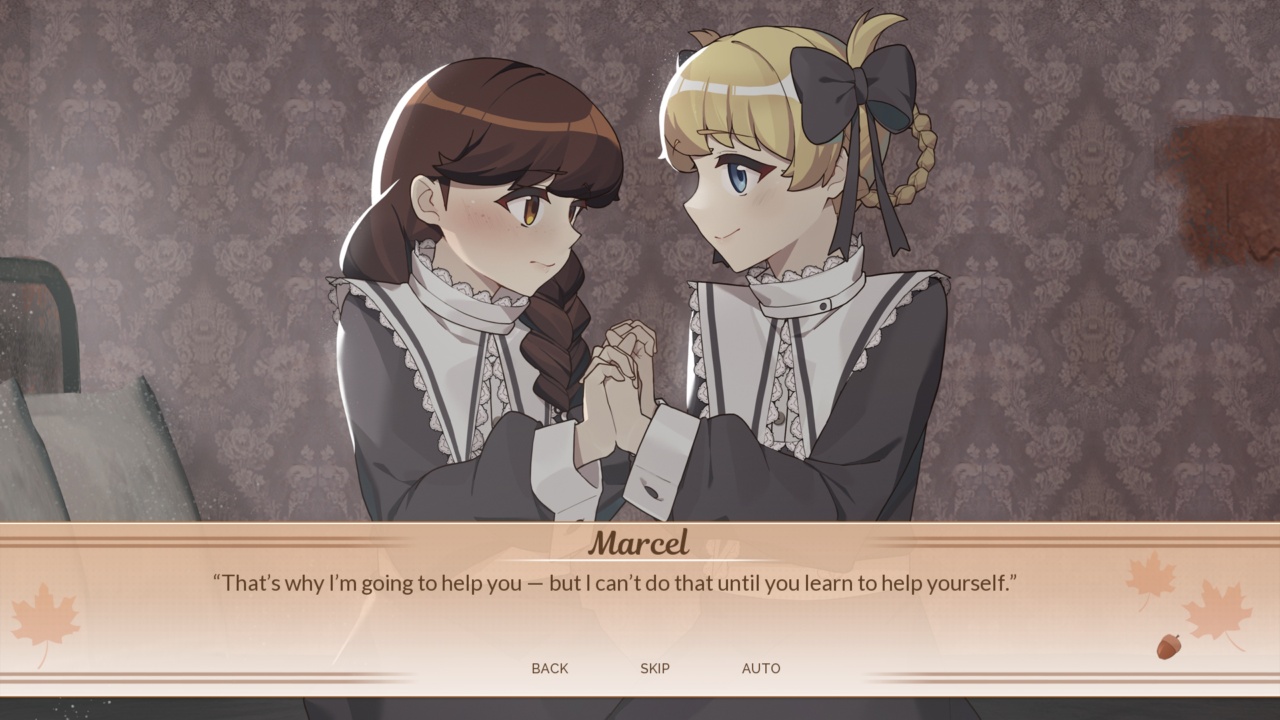 Marcel
“That’s why I’m going to help you — but I can’t do that until you learn to help yourself.”
BACK SKIP AUTO